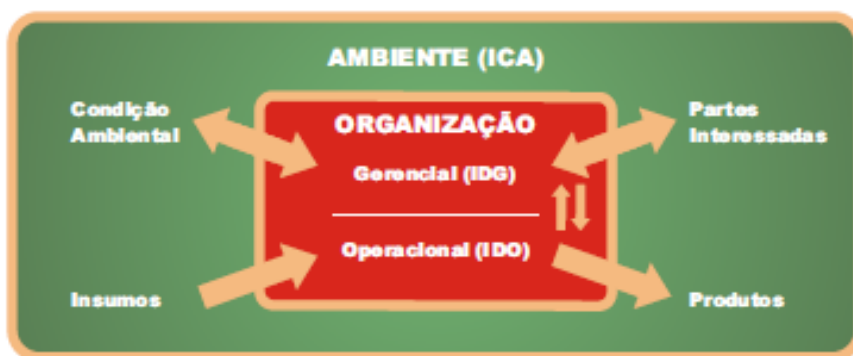 AMBIENTE (ICA)
Condição
Ambiental
ORGANIZAÇÃO
Partes
Interessadas
Gerencial (IDG)
Operacional (IDO)
Insumos
Produtos